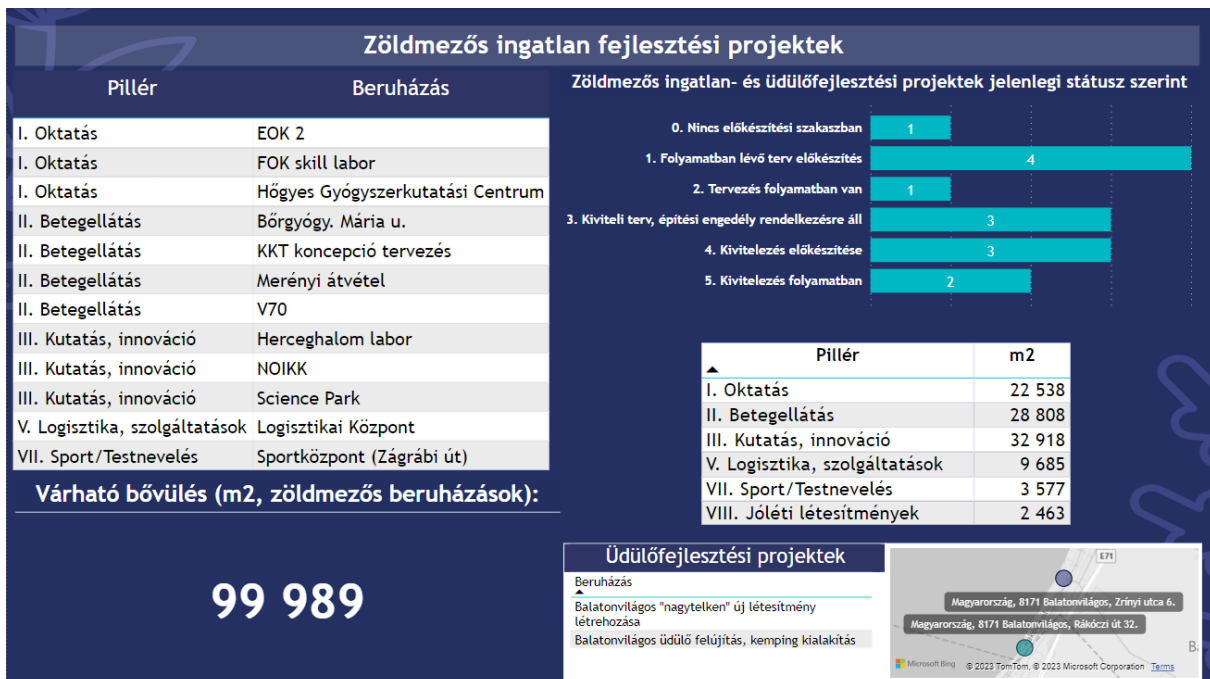 Zöldmezős ingatlan fejlesztési projektek
Pillér Beruházás
I. Oktatás EOK 2
I. Oktatás FOK skill labor
I. Oktatás Hőgyes Gyógyszerkutatási Centrum
II. Betegellátás Bőrgyógy. Mária u.
II. Betegellátás KKT koncepció tervezés
II. Betegellátás Merényi átvétel
II. Betegellátás V70
III. Kutatás, innováció Herceghalom labor
III. Kutatás, innováció NOIKK
III. Kutatás, innováció Science Park
V. Logisztika, szolgáltatások Logisztikai Központ
VII. Sport/Testnevelés Sportközpont (Zágrábi út)
Várható bővülés (m2, zöldmezős beruházások):
99 989
Zöldmezős ingatlan- és üdülőfejlesztési projektek jelenlegi státusz szerint
0. Nincs előkészítési szakaszban 1
1. Folyamatban lévő terv előkészítés 4
2. Tervezés folyamatban van 1
3. Kiviteli terv, építési engedély rendelkezésre áll 3
4. Kivitelezés előkészítése 3
5. Kivitelezés folyamatban 2
Pillér m2
I. Oktatás 22 538
II. Betegellátás 28 808
III. Kutatás, innováció 32 918
V. Logisztika, szolgáltatások 9 685
VII. Sport/Testnevelés 3 577
VIII. Jóléti létesítmények 2 463
Üdülőfejlesztési projektek
Beruházás
Balatonvilágos "nagytelken" új létesítmény
létrehozása
Balatonvilágos üdülő felújítás, kemping kialakítás
E71
Magyarország, 8171 Balatonvilágos, Zrínyi utca 6.
Magyarország, 8171 Balatonvilágos, Rákóczi út 32.
B
Microsoft Bing © 2023 TomTom, © 2023 Microsoft Corporation Terms